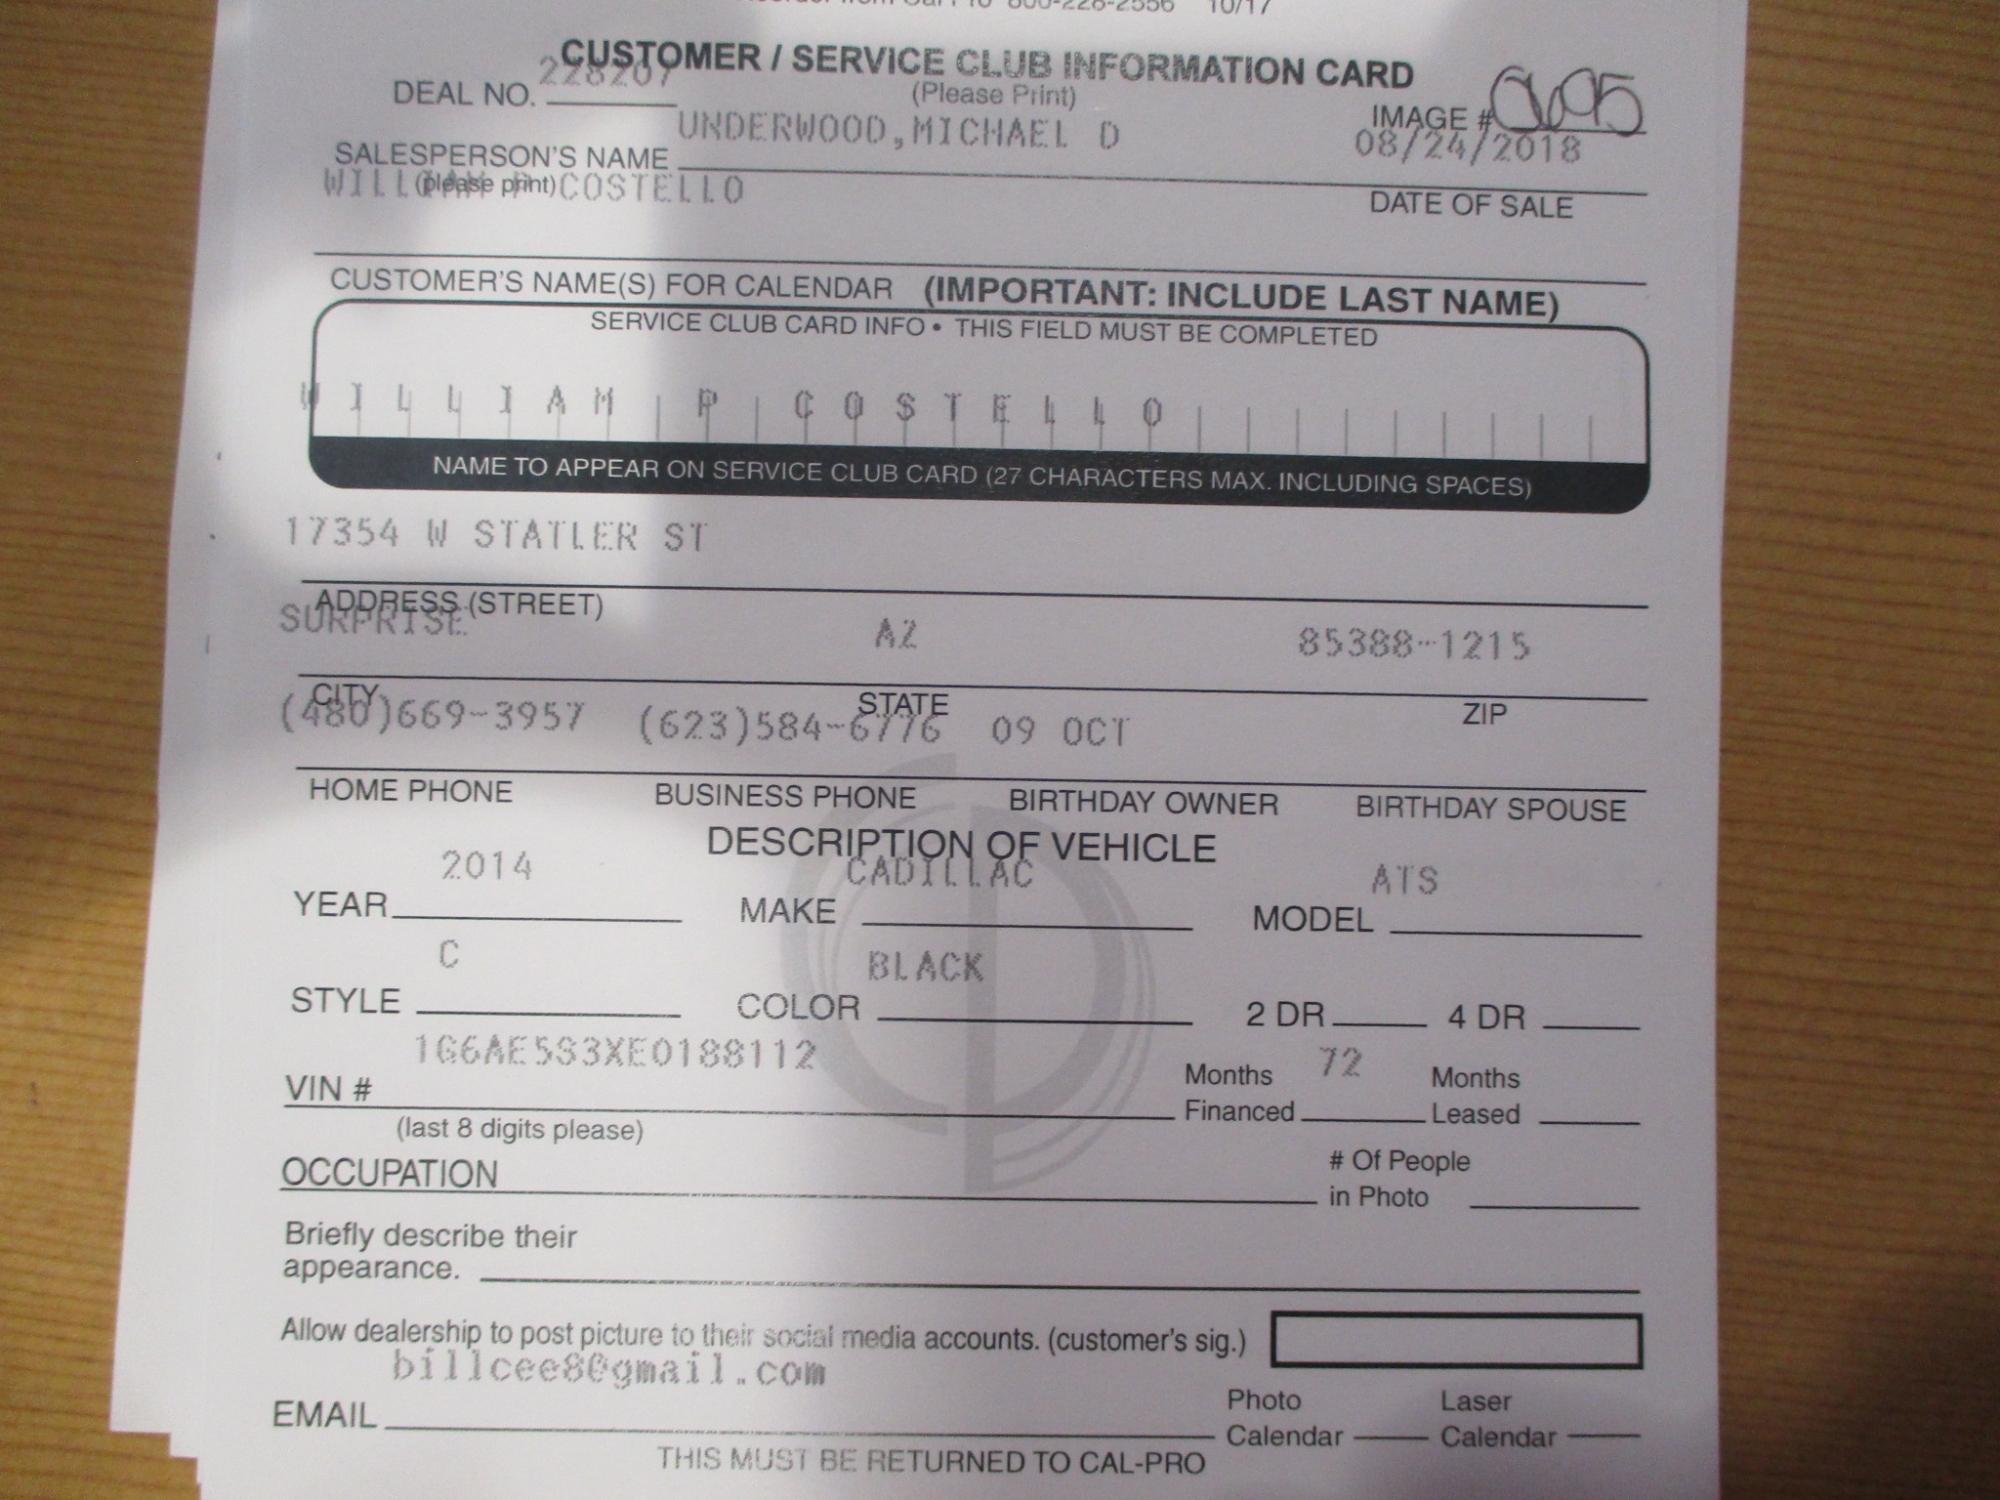 800-228-2556 10/17
CUSTOMER / SERVICE CLUB INFORMATION CARD
DEAL NO. 228207
(Please Print)
IMAGE #
UNDERWOOD,MICHAEL D
08/24/2018
SALESPERSON'S NAME
(please print)
DATE OF SALE
WILLIAM P COSTELLO
CUSTOMER'S NAME(S) FOR CALENDAR (IMPORTANT: INCLUDE LAST NAME)
SERVICE CLUB CARD INFO • THIS FIELD MUST BE COMPLETED
WILLIAM P COSTELLO
NAME TO APPEAR ON SERVICE CLUB CARD (27 CHARACTERS MAX. INCLUDING SPACES)
17354 W STATLER ST
ADDRESS (STREET)
SURPRISE AZ 85388-1215
CITY STATE ZIP
(480)669-3957 (623)584-6776 09 OCT
HOME PHONE BUSINESS PHONE BIRTHDAY OWNER BIRTHDAY SPOUSE
DESCRIPTION OF VEHICLE
2014 CADILLAC ATS
YEAR MAKE MODEL
C BLACK
STYLE COLOR 2 DR 4 DR
1G6AE5S3XE0188112 72
VIN # Months Financed Months Leased
(last 8 digits please)
OCCUPATION # Of People in Photo
Briefly describe their
appearance.
Allow dealership to post picture to their social media accounts. (customer's sig.)
billcee8@gmail.com
EMAIL Photo Calendar Laser Calendar
THIS MUST BE RETURNED TO CAL-PRO